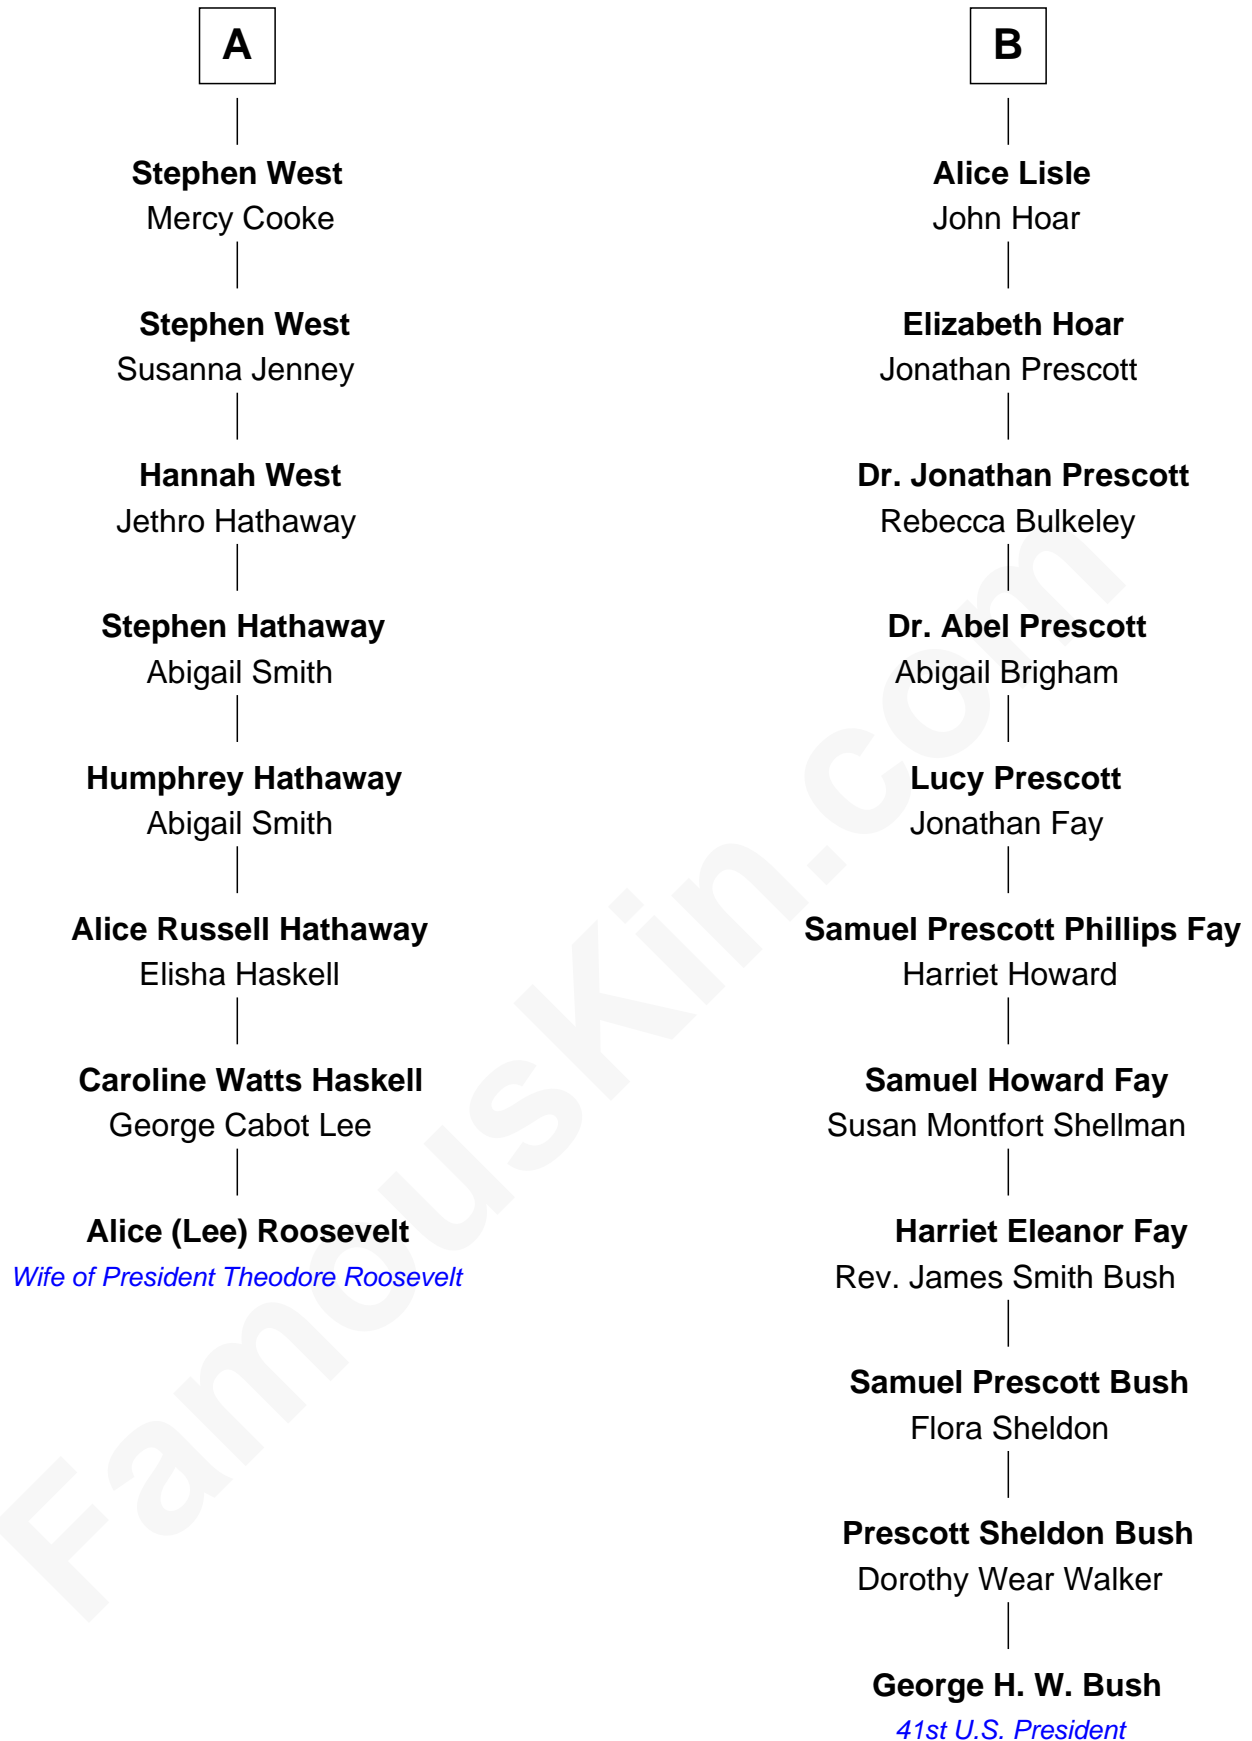 A
Stephen West
Mercy Cooke
Stephen West
Susanna Jenney
Hannah West
Jethro Hathaway
Stephen Hathaway
Abigail Smith
Humphrey Hathaway
Abigail Smith
Alice Russell Hathaway
Elisha Haskell
Caroline Watts Haskell
George Cabot Lee
Alice (Lee) Roosevelt
Wife of President Theodore Roosevelt
B
Alice Lisle
John Hoar
Elizabeth Hoar
Jonathan Prescott
Dr. Jonathan Prescott
Rebecca Bulkeley
Dr. Abel Prescott
Abigail Brigham
Lucy Prescott
Jonathan Fay
Samuel Prescott Phillips Fay
Harriet Howard
Samuel Howard Fay
Susan Montfort Shellman
Harriet Eleanor Fay
Rev. James Smith Bush
Samuel Prescott Bush
Flora Sheldon
Prescott Sheldon Bush
Dorothy Wear Walker
George H. W. Bush
41st U.S. President
FamousKin.com